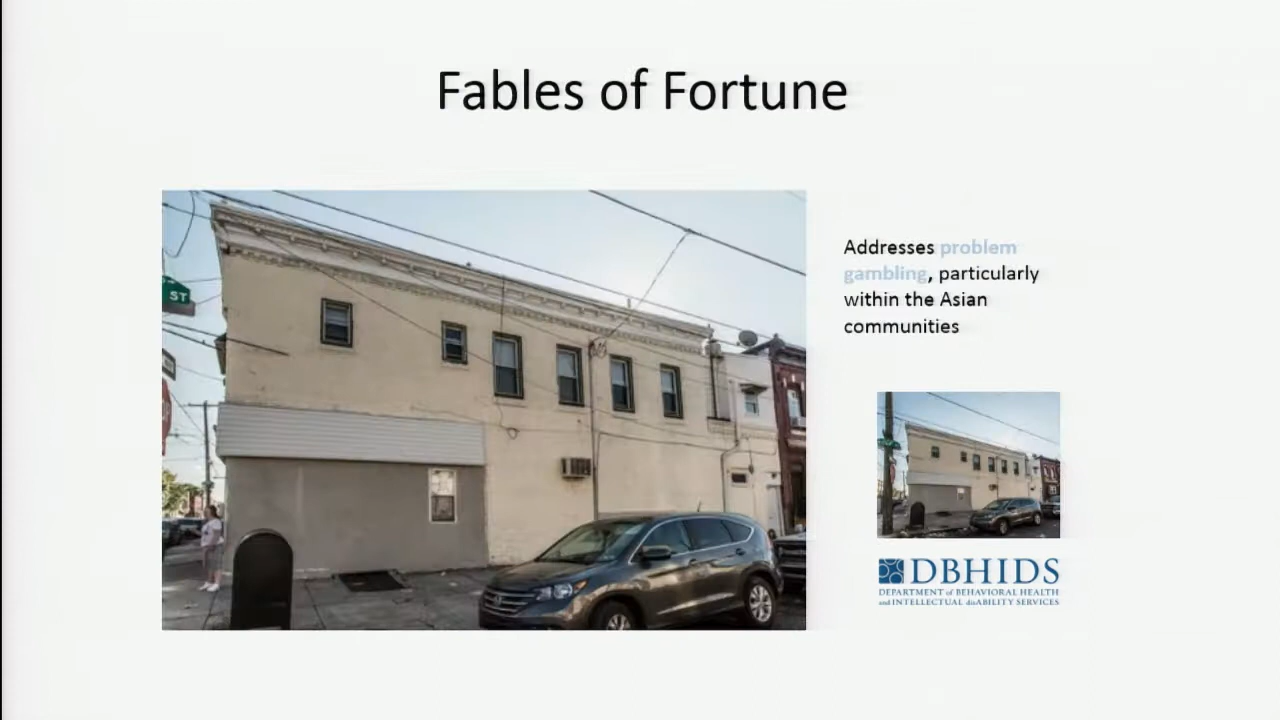 Fables of Fortune
ST
Addresses problem
gambling, particularly
within the Asian
communities
DBHIDS
DEPARTMENT of BEHAVIORAL HEALTH
and INTELLECTUAL disABILITY SERVICES